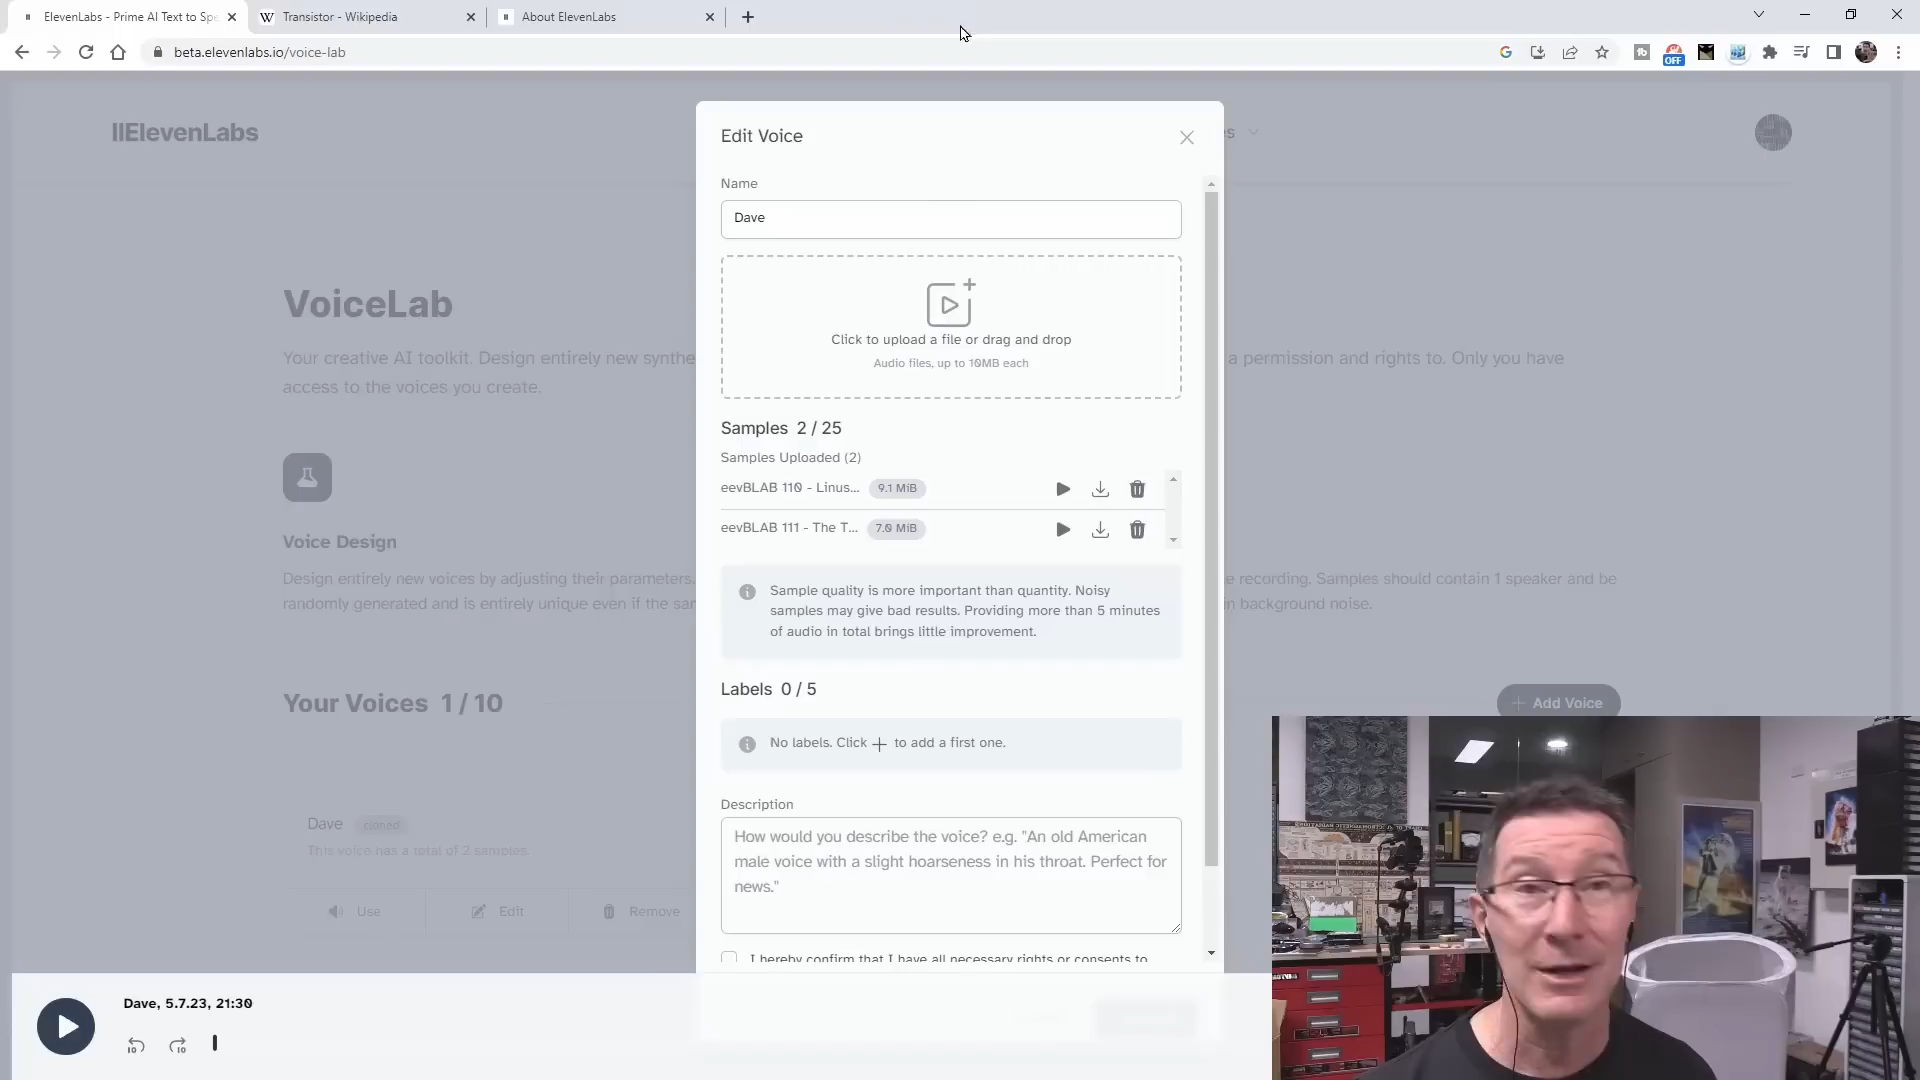 ElevenLabs - Prime AI Text to Spe
Transistor - Wikipedia
About ElevenLabs
beta.elevenlabs.io/voice-lab
OFF
IIElevenLabs
Edit Voice
Name
Dave
Click to upload a file or drag and drop
Audio files, up to 10MB each
VoiceLab
Your creative AI toolkit. Design entirely new synthe
a permission and rights to. Only you have
access to the voices you create.
Samples 2 / 25
Samples Uploaded (2)
eevBLAB 110 - Linus... 9.1 MiB
eevBLAB 111 - The T... 7.0 MiB
Voice Design
Design entirely new voices by adjusting their parameters.
e recording. Samples should contain 1 speaker and be
randomly generated and is entirely unique even if the sar
in background noise.
Sample quality is more important than quantity. Noisy
samples may give bad results. Providing more than 5 minutes
of audio in total brings little improvement.
Labels 0 / 5
No labels. Click + to add a first one.
Your Voices 1 / 10
Add Voice
Dave cloned
This voice has a total of 2 samples.
Use Edit Remove
Description
How would you describe the voice? e.g. "An old American
male voice with a slight hoarseness in his throat. Perfect for
news."
I hereby confirm that I have all necessary rights or consents to
Dave, 5.7.23, 21:30
10 10